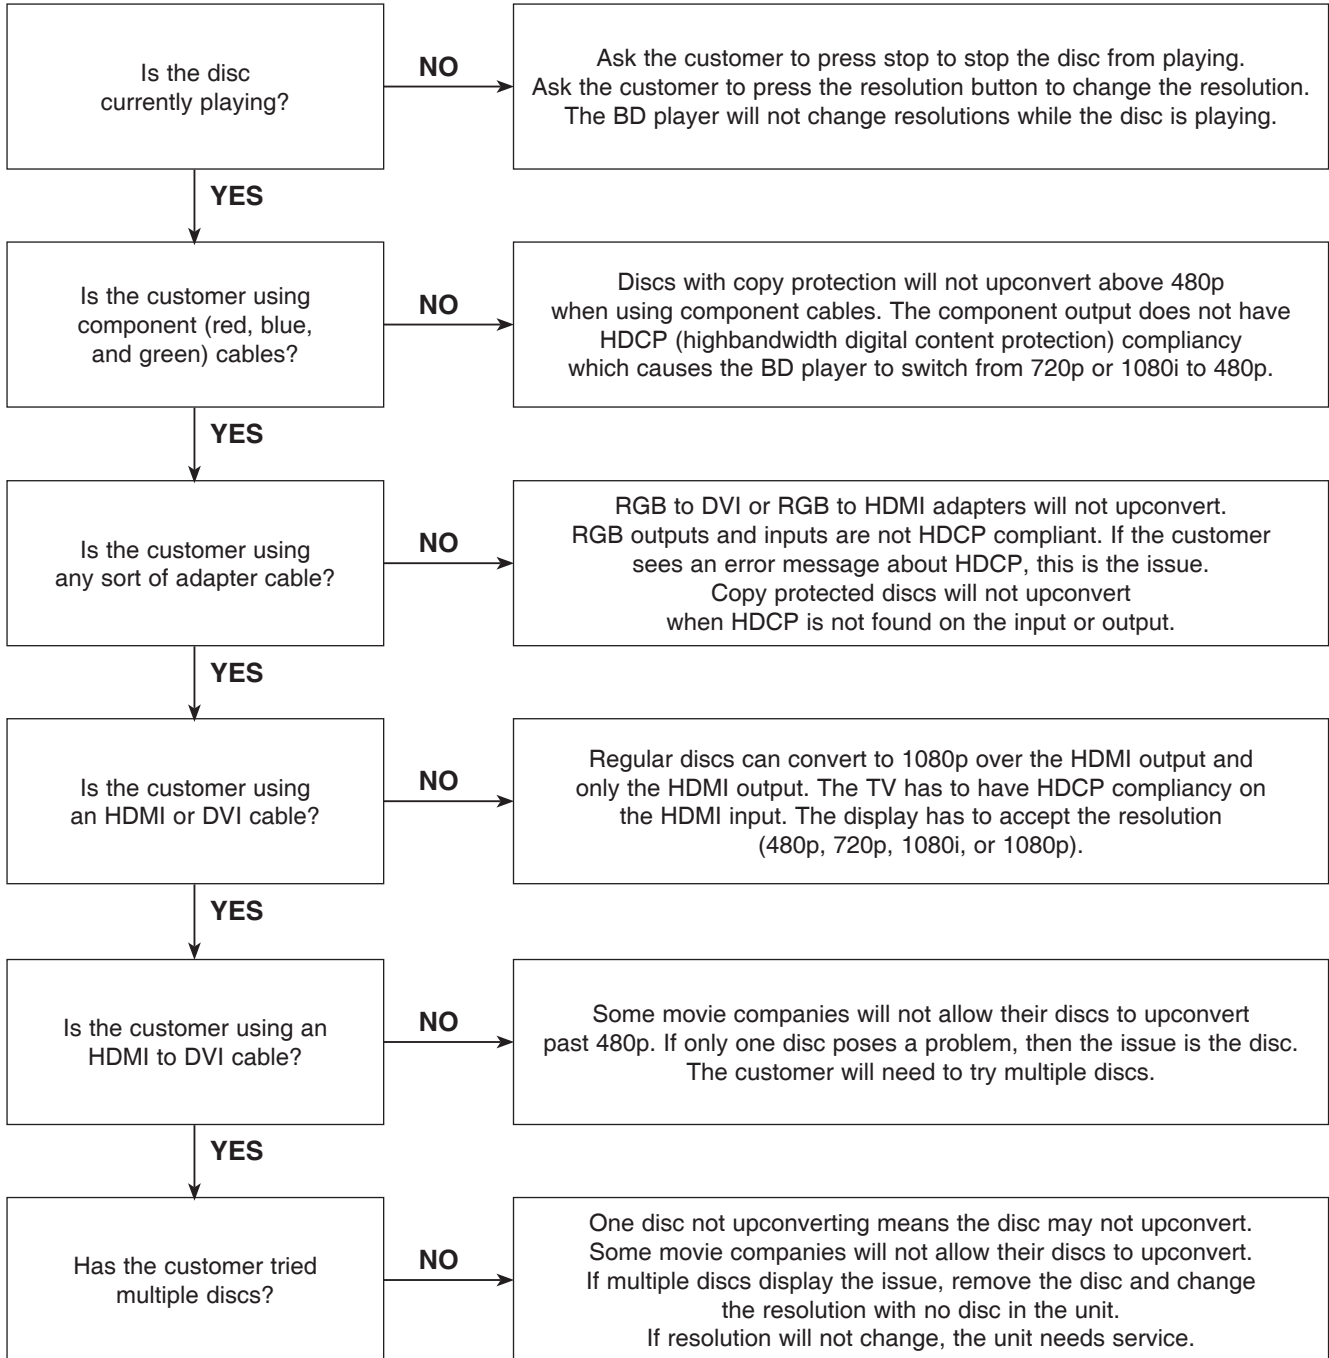 Is the disc
currently playing?
NO
Ask the customer to press stop to stop the disc from playing.
Ask the customer to press the resolution button to change the resolution.
The BD player will not change resolutions while the disc is playing.
YES
Is the customer using
component (red, blue,
and green) cables?
NO
Discs with copy protection will not upconvert above 480p
when using component cables. The component output does not have
HDCP (highbandwidth digital content protection) compliancy
which causes the BD player to switch from 720p or 1080i to 480p.
YES
Is the customer using
any sort of adapter cable?
NO
RGB to DVI or RGB to HDMI adapters will not upconvert.
RGB outputs and inputs are not HDCP compliant. If the customer
sees an error message about HDCP, this is the issue.
Copy protected discs will not upconvert
when HDCP is not found on the input or output.
YES
Is the customer using
an HDMI or DVI cable?
NO
Regular discs can convert to 1080p over the HDMI output and
only the HDMI output. The TV has to have HDCP compliancy on
the HDMI input. The display has to accept the resolution
(480p, 720p, 1080i, or 1080p).
YES
Is the customer using an
HDMI to DVI cable?
NO
Some movie companies will not allow their discs to upconvert
past 480p. If only one disc poses a problem, then the issue is the disc.
The customer will need to try multiple discs.
YES
Has the customer tried
multiple discs?
NO
One disc not upconverting means the disc may not upconvert.
Some movie companies will not allow their discs to upconvert.
If multiple discs display the issue, remove the disc and change
the resolution with no disc in the unit.
If resolution will not change, the unit needs service.